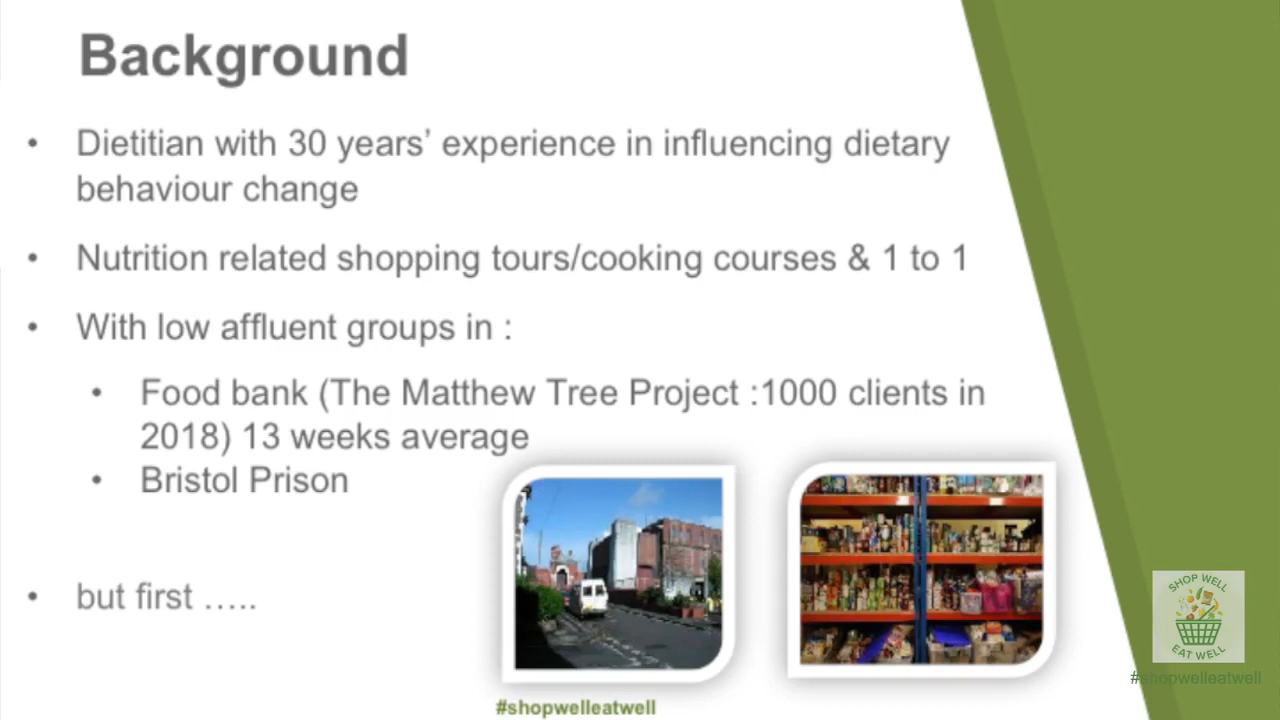 Background
• Dietitian with 30 years’ experience in influencing dietary
behaviour change
• Nutrition related shopping tours/cooking courses & 1 to 1
• With low affluent groups in :
• Food bank (The Matthew Tree Project :1000 clients in
2018) 13 weeks average
• Bristol Prison
• but first …..
SHOP WELL
EAT WELL
#shopwelleatwell
#shopwelleatwell